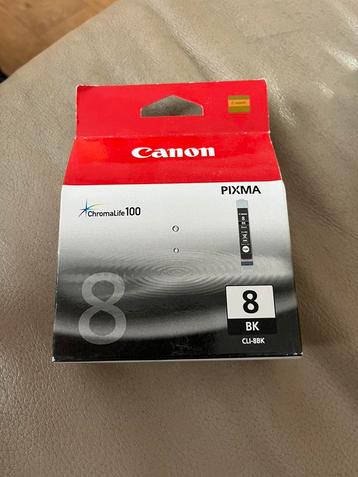 Canon
PIXMA
ChromaLife100
8
8
BK
CLI-8BK